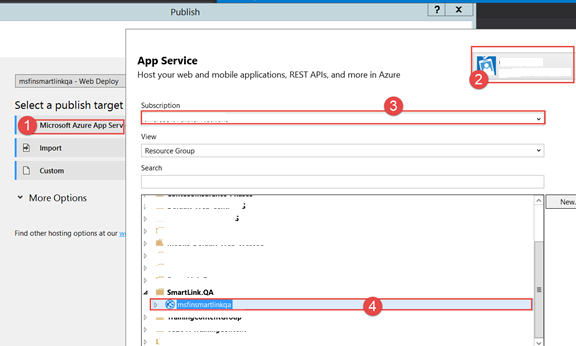 Publish
?
X
App Service
Host your web and mobile applications, REST APIs, and more in Azure
2
msfinsmartlinkqa - Web Deploy
Select a publish target
Subscription
3
1
Microsoft Azure App Serv
View
Import
Resource Group
Custom
Search
More Options
New.
Find other hosting options at our
SmartLink.QA
msfinsmartlinkqa
4
TrainingContentGroup